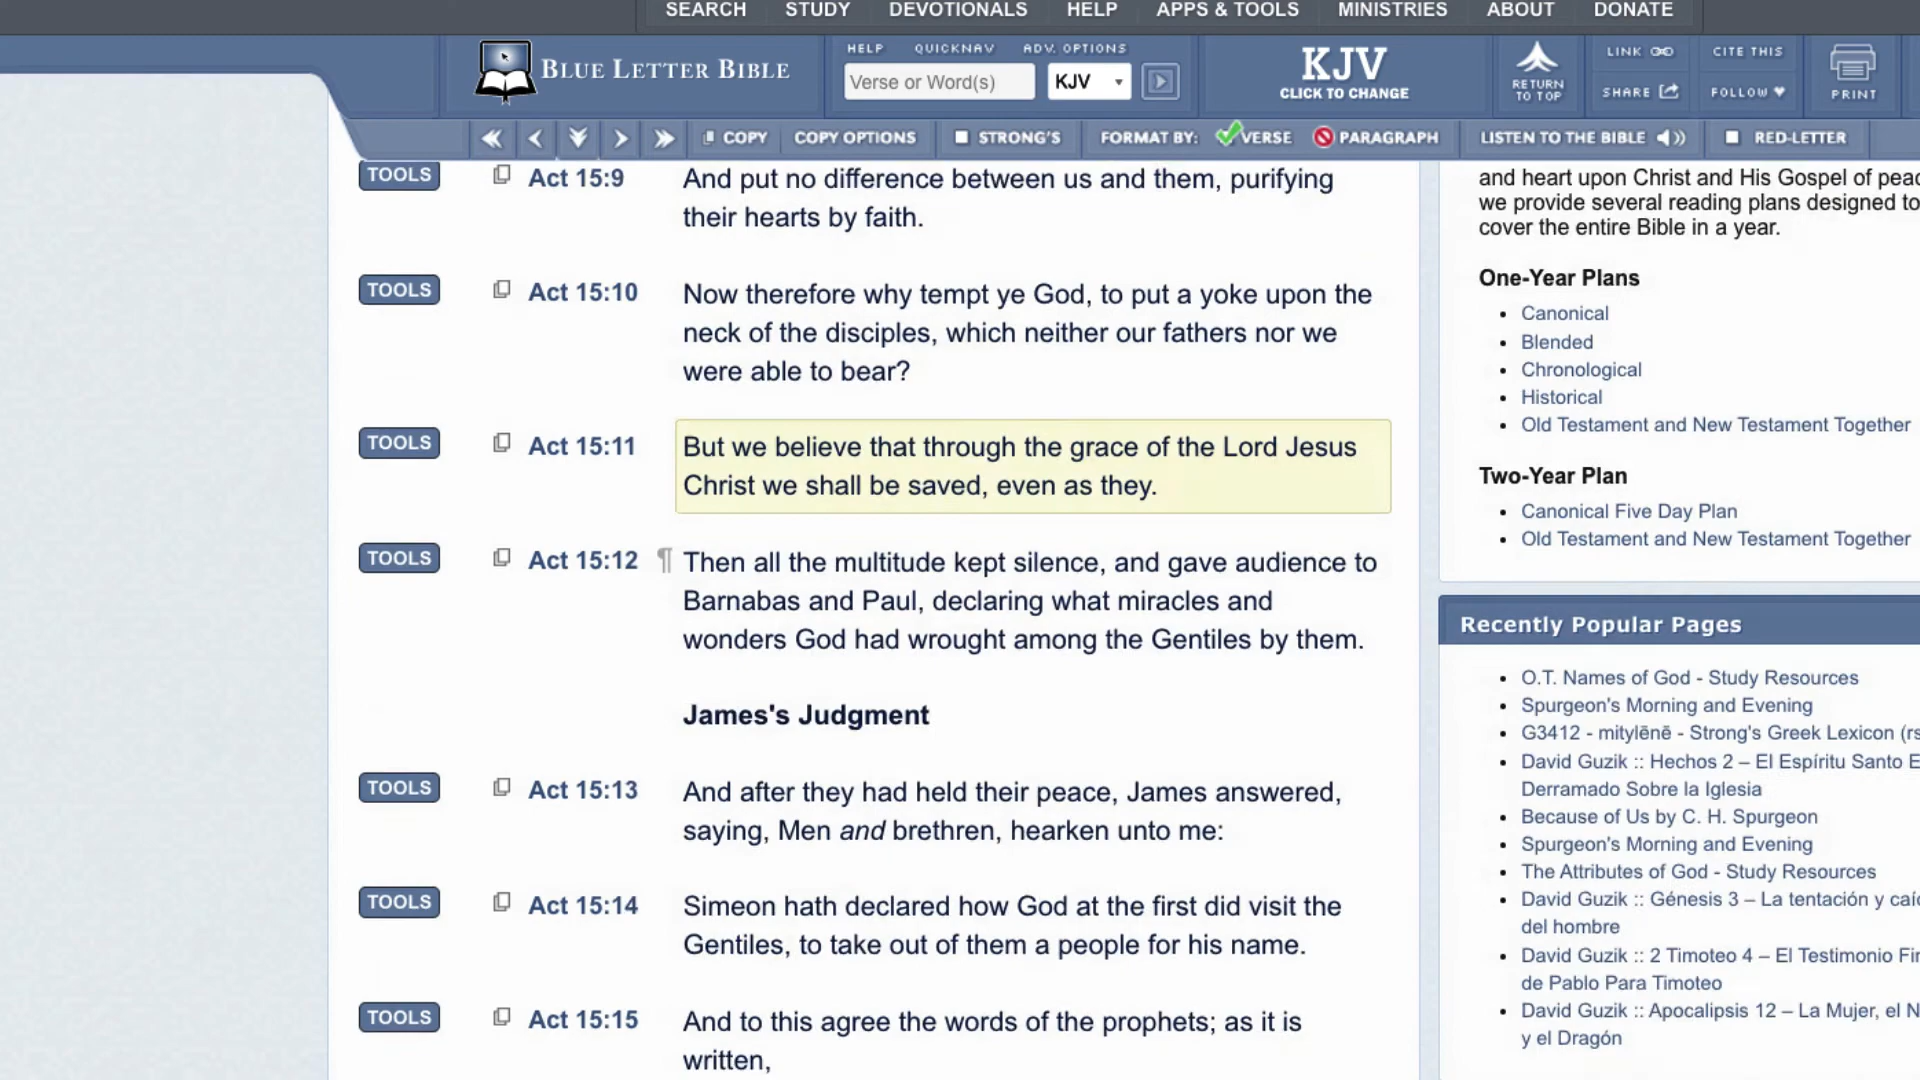 SEARCH STUDY DEVOTIONALS HELP APPS & TOOLS MINISTRIES ABOUT DONATE
BLUE LETTER BIBLE
HELP QUICKNAV ADV. OPTIONS
Verse or Word(s) KJV
KJV
CLICK TO CHANGE
RETURN
TO TOP
LINK CITE THIS
SHARE FOLLOW
PRINT
COPY COPY OPTIONS STRONG'S FORMAT BY: VERSE PARAGRAPH LISTEN TO THE BIBLE RED-LETTER
TOOLS Act 15:9 And put no difference between us and them, purifying
their hearts by faith.
TOOLS Act 15:10 Now therefore why tempt ye God, to put a yoke upon the
neck of the disciples, which neither our fathers nor we
were able to bear?
TOOLS Act 15:11 But we believe that through the grace of the Lord Jesus
Christ we shall be saved, even as they.
TOOLS Act 15:12 ¶ Then all the multitude kept silence, and gave audience to
Barnabas and Paul, declaring what miracles and
wonders God had wrought among the Gentiles by them.
James's Judgment
TOOLS Act 15:13 And after they had held their peace, James answered,
saying, Men and brethren, hearken unto me:
TOOLS Act 15:14 Simeon hath declared how God at the first did visit the
Gentiles, to take out of them a people for his name.
TOOLS Act 15:15 And to this agree the words of the prophets; as it is
written,
and heart upon Christ and His Gospel of
we provide several reading plans designed to
cover the entire Bible in a year.
One-Year Plans
• Canonical
• Blended
• Chronological
• Historical
• Old Testament and New Testament Together
Two-Year Plan
• Canonical Five Day Plan
• Old Testament and New Testament Together
Recently Popular Pages
• O.T. Names of God - Study Resources
• Spurgeon's Morning and Evening
• G3412 - mitylēnē - Strong's Greek Lexicon
• David Guzik :: Hechos 2 – El Espíritu Santo
Derramado Sobre la Iglesia
• Because of Us by C. H. Spurgeon
• Spurgeon's Morning and Evening
• The Attributes of God - Study Resources
• David Guzik :: Génesis 3 – La tentación y
del hombre
• David Guzik :: 2 Timoteo 4 – El Testimonio
de Pablo Para Timoteo
• David Guzik :: Apocalipsis 12 – La Mujer, el
y el Dragón